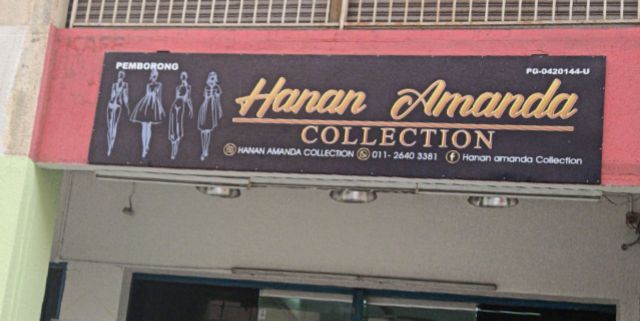 PEMBORONG
PG-0420144-U
Hanan Amanda
COLLECTION
HANAN AMANDA COLLECTION 011- 2640 3381 Hanan amanda Collection